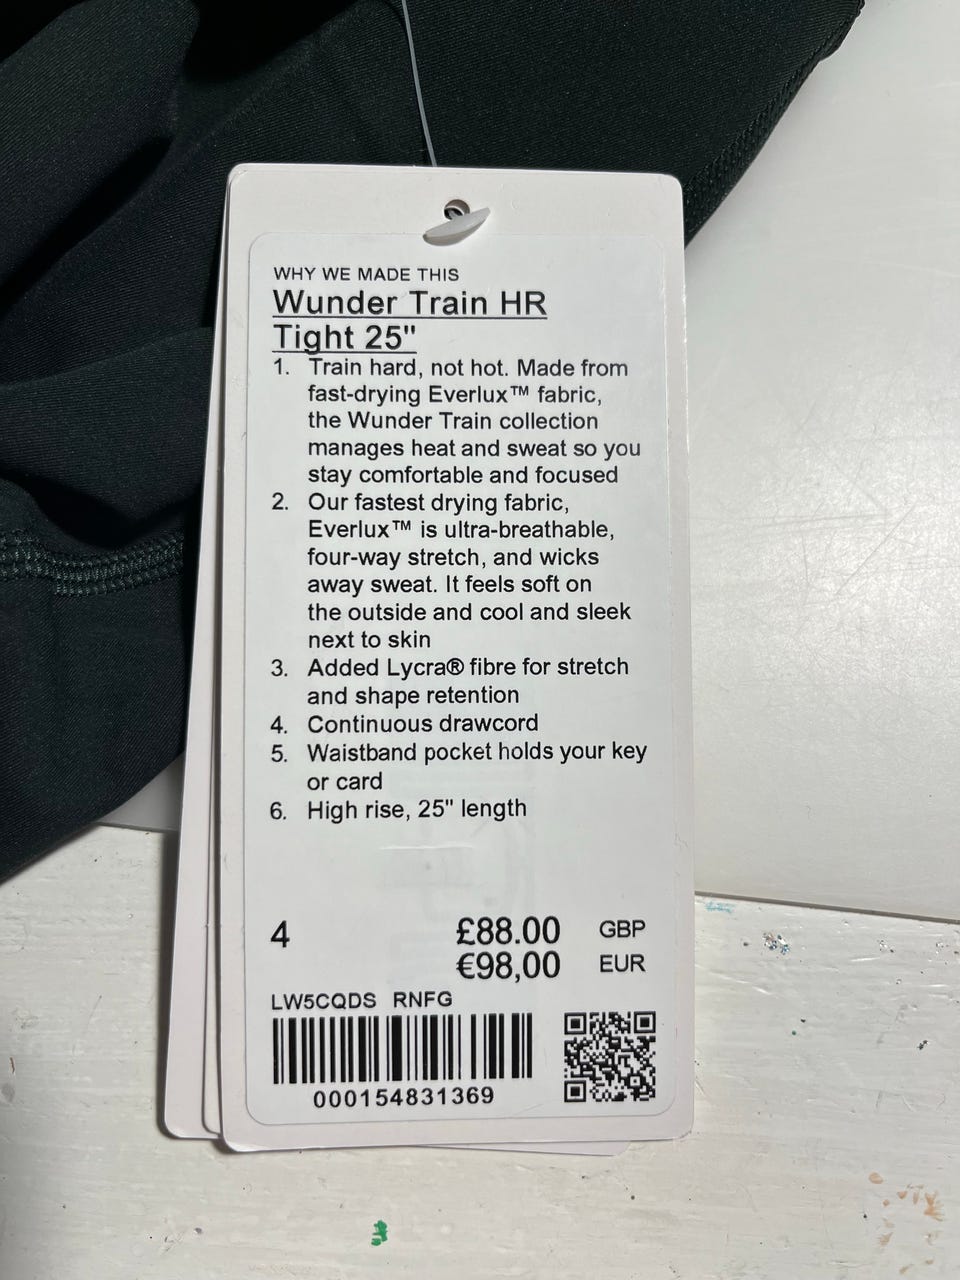 WHY WE MADE THIS
Wunder Train HR
Tight 25"
1. Train hard, not hot. Made from
fast-drying Everlux™ fabric,
the Wunder Train collection
manages heat and sweat so you
stay comfortable and focused
2. Our fastest drying fabric,
Everlux™ is ultra-breathable,
four-way stretch, and wicks
away sweat. It feels soft on
the outside and cool and sleek
next to skin
3. Added Lycra® fibre for stretch
and shape retention
4. Continuous drawcord
5. Waistband pocket holds your key
or card
6. High rise, 25" length
4 £88.00 GBP
€98,00 EUR
LW5CQDS RNFG
000154831369